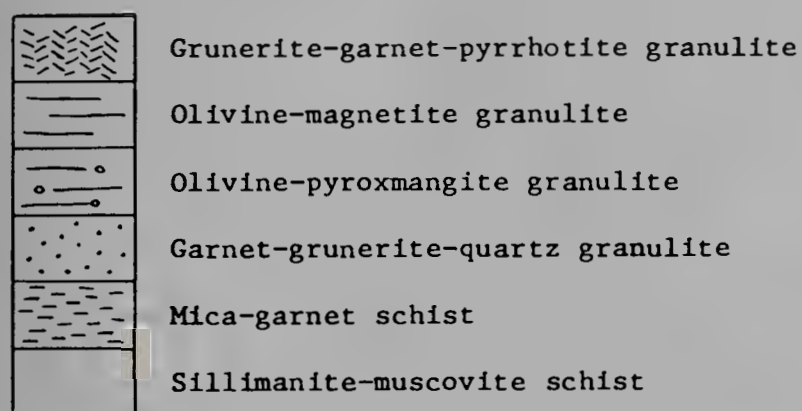 Grunerite-garnet-pyrrhotite granulite
Olivine-magnetite granulite
Olivine-pyroxmangite granulite
Garnet-grunerite-quartz granulite
Mica-garnet schist
Sillimanite-muscovite schist